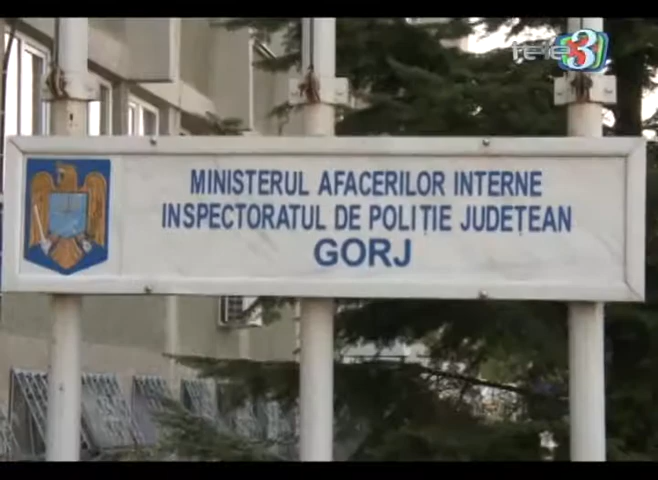 tele3
MINISTERUL AFACERILOR INTERNE
INSPECTORATUL DE POLIȚIE JUDEȚEAN
GORJ